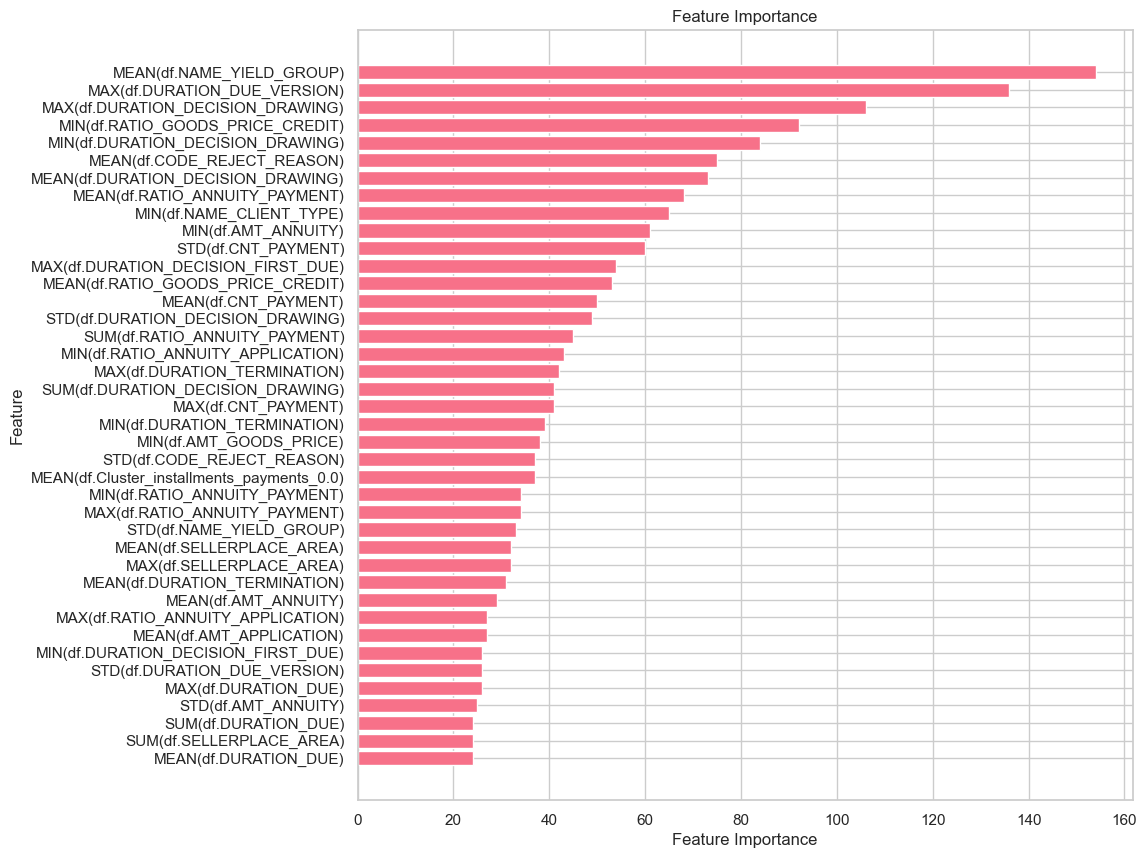 Feature Importance
MEAN(df.NAME_YIELD_GROUP)
MAX(df.DURATION_DUE_VERSION)
MAX(df.DURATION_DECISION_DRAWING)
MIN(df.RATIO_GOODS_PRICE_CREDIT)
MIN(df.DURATION_DECISION_DRAWING)
MEAN(df.CODE_REJECT_REASON)
MEAN(df.DURATION_DECISION_DRAWING)
MEAN(df.RATIO_ANNUITY_PAYMENT)
MIN(df.NAME_CLIENT_TYPE)
MIN(df.AMT_ANNUITY)
STD(df.CNT_PAYMENT)
MAX(df.DURATION_DECISION_FIRST_DUE)
MEAN(df.RATIO_GOODS_PRICE_CREDIT)
MEAN(df.CNT_PAYMENT)
STD(df.DURATION_DECISION_DRAWING)
SUM(df.RATIO_ANNUITY_PAYMENT)
MIN(df.RATIO_ANNUITY_APPLICATION)
MAX(df.DURATION_TERMINATION)
SUM(df.DURATION_DECISION_DRAWING)
MAX(df.CNT_PAYMENT)
MIN(df.DURATION_TERMINATION)
MIN(df.AMT_GOODS_PRICE)
STD(df.CODE_REJECT_REASON)
MEAN(df.Cluster_installments_payments_0.0)
MIN(df.RATIO_ANNUITY_PAYMENT)
MAX(df.RATIO_ANNUITY_PAYMENT)
STD(df.NAME_YIELD_GROUP)
MEAN(df.SELLERPLACE_AREA)
MAX(df.SELLERPLACE_AREA)
MEAN(df.DURATION_TERMINATION)
MEAN(df.AMT_ANNUITY)
MAX(df.RATIO_ANNUITY_APPLICATION)
MEAN(df.AMT_APPLICATION)
MIN(df.DURATION_DECISION_FIRST_DUE)
STD(df.DURATION_DUE_VERSION)
MAX(df.DURATION_DUE)
STD(df.AMT_ANNUITY)
SUM(df.DURATION_DUE)
SUM(df.SELLERPLACE_AREA)
MEAN(df.DURATION_DUE)
Feature
0 20 40 60 80 100 120 140 160
Feature Importance